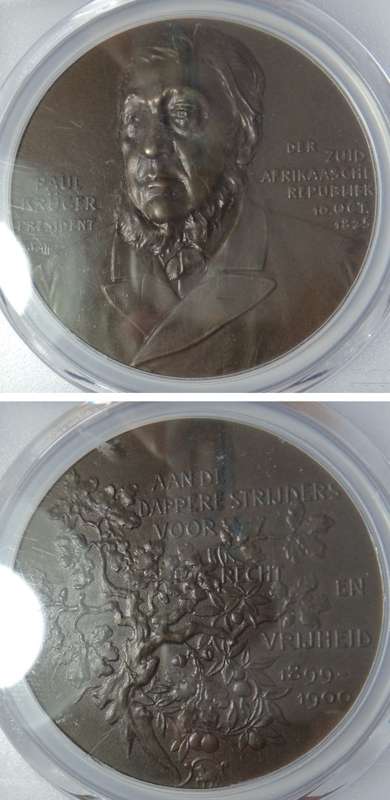 PAUL
KRUGER
PRESIDENT
DER ZUID
AFRIKAANSCHE
REPUBLIEK
10. OCT.
1825
AAN DE
DAPPERE STRIJDERS
VOOR
RECHT
EN
VRIJHEID
1899-
1900